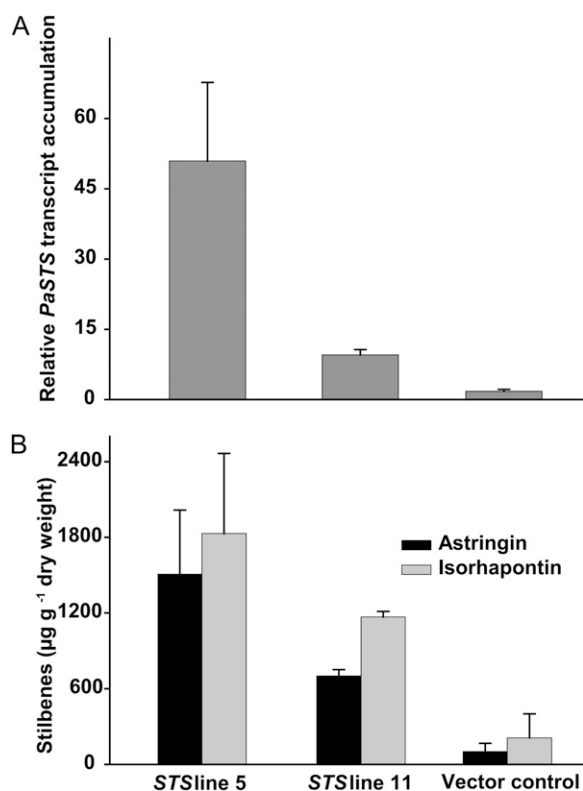 A
Relative PaSTS transcript accumulation
60
45
30
15
0
B
Stilbenes (µg g⁻¹ dry weight)
2400
1800
1200
600
0
Astringin
Isorhapontin
STS line 5
STS line 11
Vector control